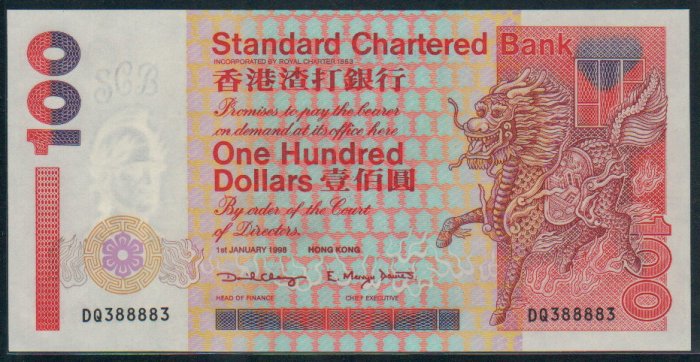 100
SCB
Standard Chartered Bank
INCORPORATED BY ROYAL CHARTER 1853
香港渣打銀行
Promises to pay the bearer
on demand at its office here
One Hundred
Dollars 壹佰圓
By order of the Court
of Directors.
1st JANUARY 1998 HONG KONG
HEAD OF FINANCE CHIEF EXECUTIVE
DQ388883 DQ388883
100